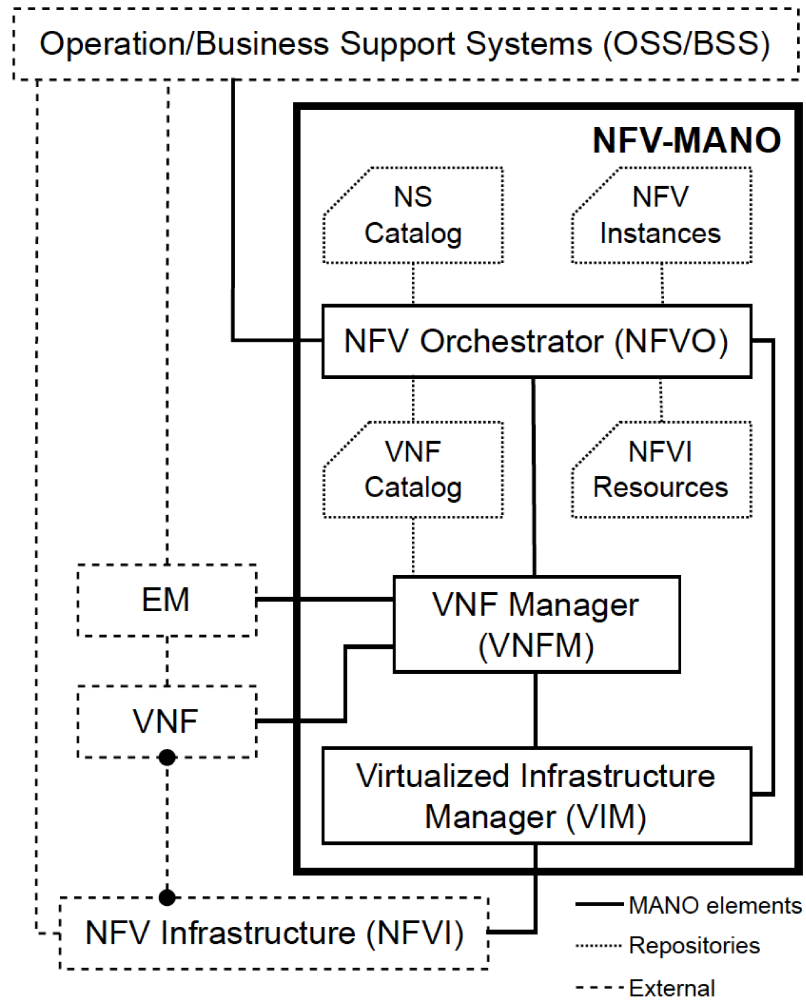 Operation/Business Support Systems (OSS/BSS)
NFV-MANO
NS
Catalog
NFV
Instances
NFV Orchestrator (NFVO)
VNF
Catalog
NFVI
Resources
EM
VNF Manager
(VNFM)
VNF
Virtualized Infrastructure
Manager (VIM)
NFV Infrastructure (NFVI)
MANO elements
Repositories
External